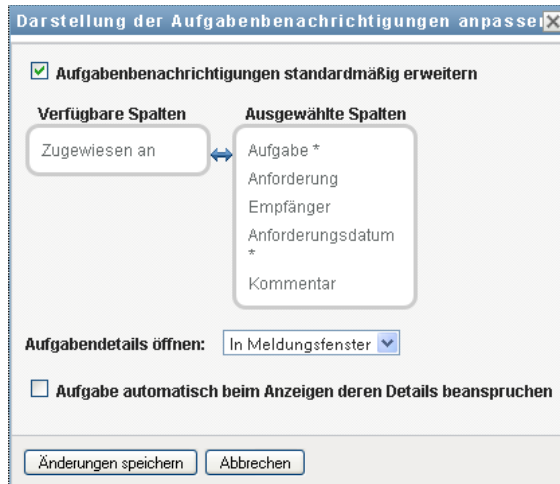 Darstellung der Aufgabenbenachrichtigungen anpassen
Aufgabenbenachrichtigungen standardmäßig erweitern
Verfügbare Spalten
Zugewiesen an
Ausgewählte Spalten
Aufgabe *
Anforderung
Empfänger
Anforderungsdatum
*
Kommentar
Aufgabendetails öffnen: In Meldungsfenster
Aufgabe automatisch beim Anzeigen deren Details beanspruchen
Änderungen speichern Abbrechen